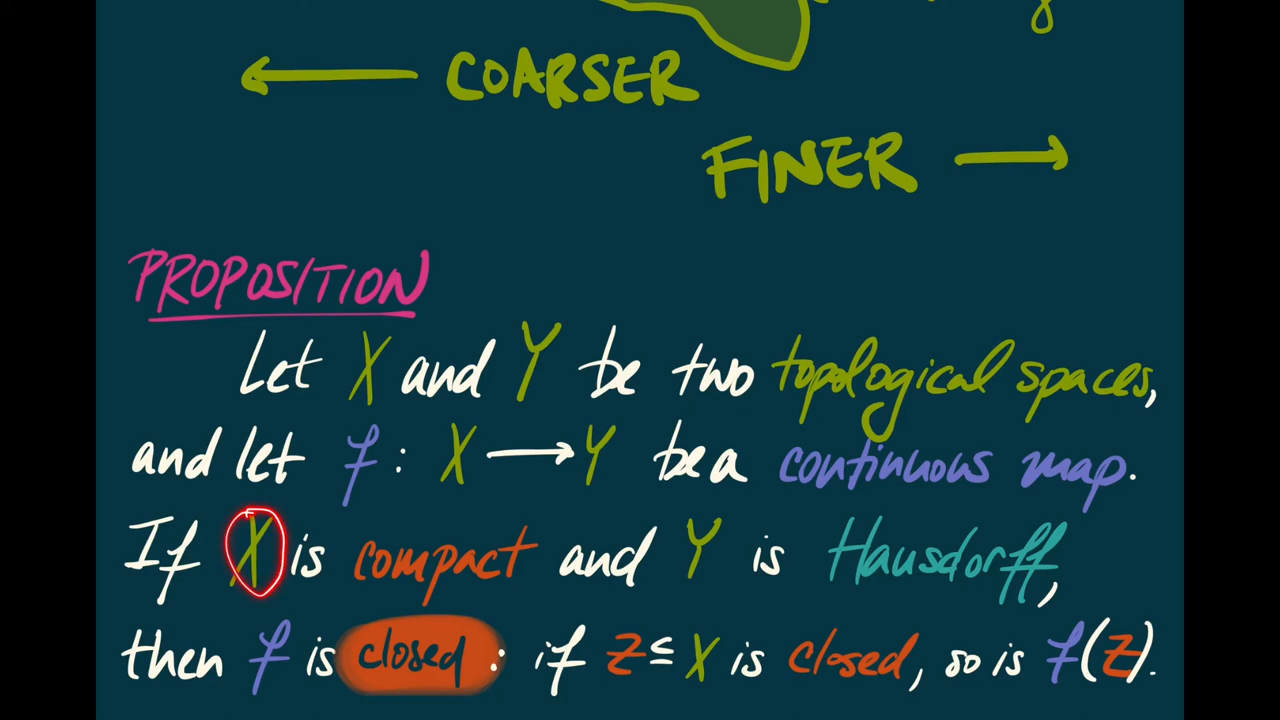 ← COARSER
FINER →
PROPOSITION
Let X and Y be two topological spaces,
and let f : X → Y be a continuous map.
If X is compact and Y is Hausdorff,
then f is closed : if Z ⊆ X is closed, so is f(Z).